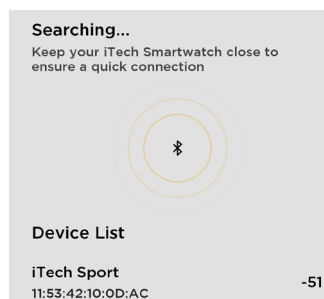 Searching...
Keep your iTech Smartwatch close to
ensure a quick connection
Device List
iTech Sport
-51
11:53:42:10:0D:AC